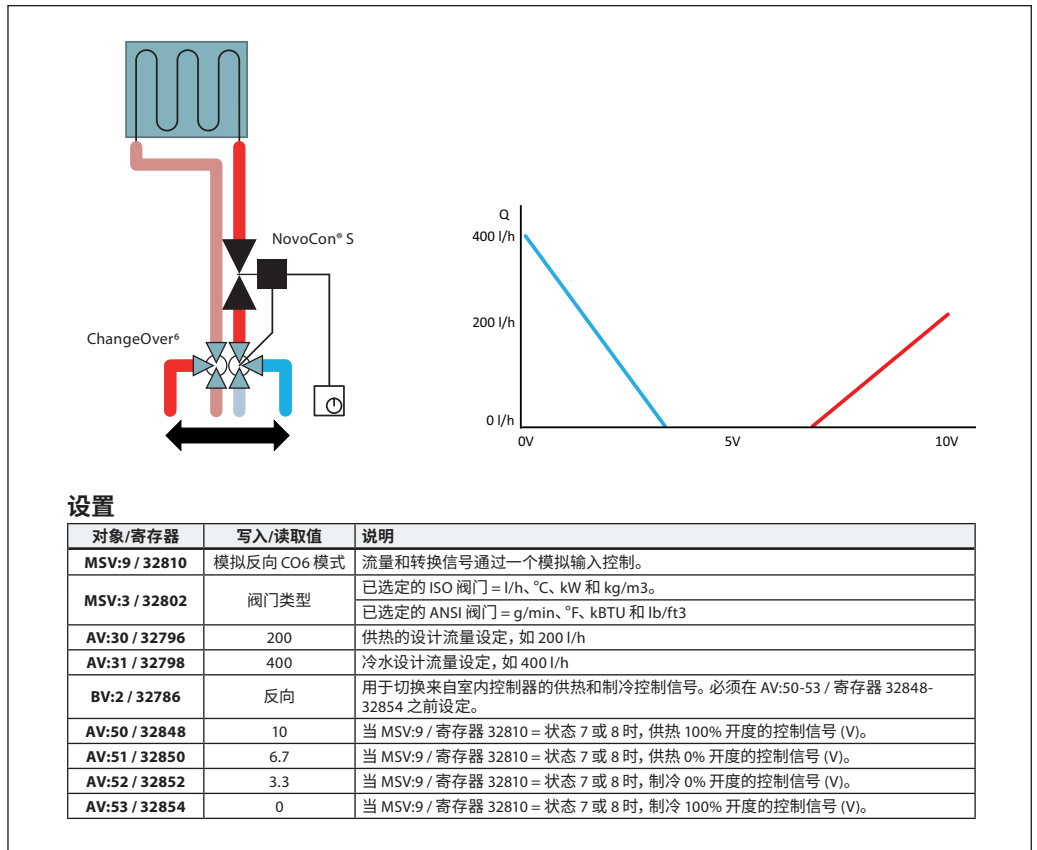 NovoCon® S
ChangeOver⁶
Q
400 l/h
200 l/h
0 l/h
0V
5V
10V
设置
对象/寄存器 写入/读取值 说明
MSV:9 / 32810 模拟反向 CO6 模式 流量和转换信号通过一个模拟输入控制。
MSV:3 / 32802 阀门类型 已选定的 ISO 阀门 = l/h、°C、kW 和 kg/m3。
已选定的 ANSI 阀门 = g/min、°F、kBTU 和 lb/ft3
AV:30 / 32796 200 供热的设计流量设定，如 200 l/h
AV:31 / 32798 400 冷水设计流量设定，如 400 l/h
BV:2 / 32786 反向 用于切换来自室内控制器的供热和制冷控制信号。必须在 AV:50-53 / 寄存器 32848-
32854 之前设定。
AV:50 / 32848 10 当 MSV:9 / 寄存器 32810 = 状态 7 或 8 时，供热 100% 开度的控制信号 (V)。
AV:51 / 32850 6.7 当 MSV:9 / 寄存器 32810 = 状态 7 或 8 时，供热 0% 开度的控制信号 (V)。
AV:52 / 32852 3.3 当 MSV:9 / 寄存器 32810 = 状态 7 或 8 时，制冷 0% 开度的控制信号 (V)。
AV:53 / 32854 0 当 MSV:9 / 寄存器 32810 = 状态 7 或 8 时，制冷 100% 开度的控制信号 (V)。